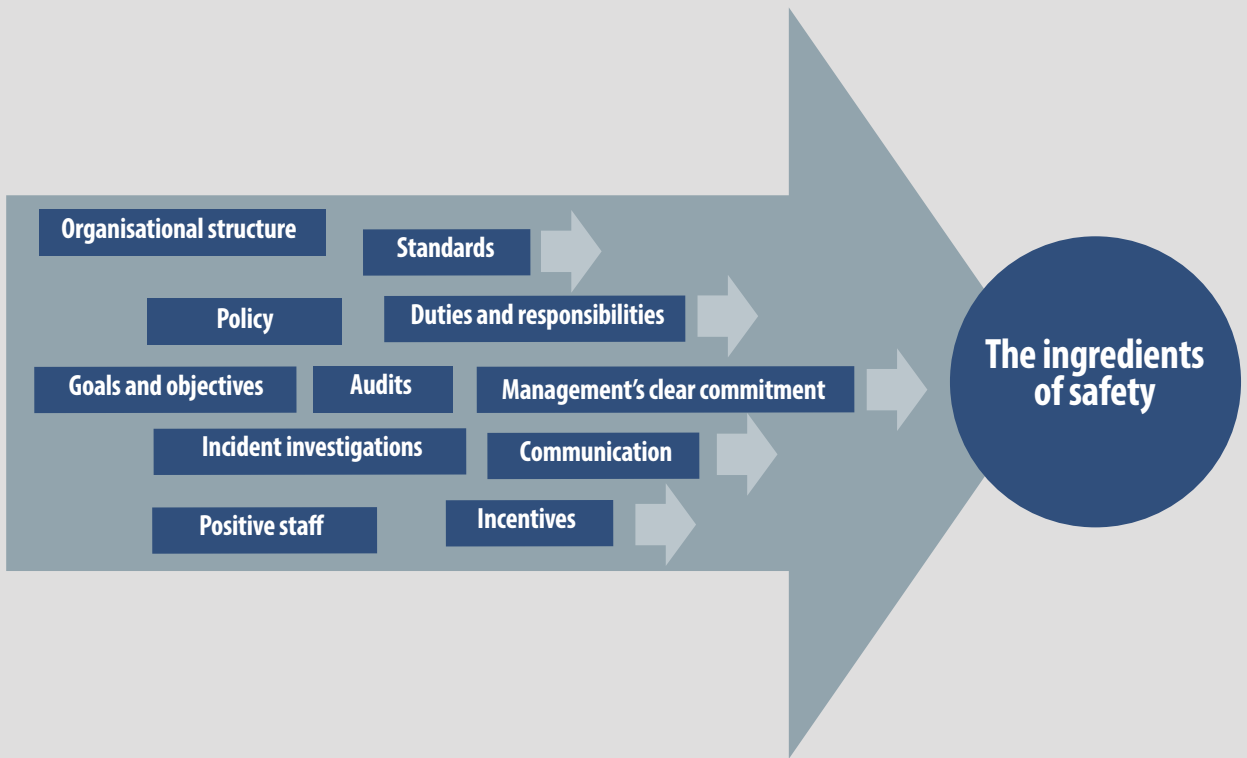 Organisational structure
Standards
Policy
Duties and responsibilities
Goals and objectives
Audits
Management’s clear commitment
Incident investigations
Communication
Positive staff
Incentives
The ingredients
of safety